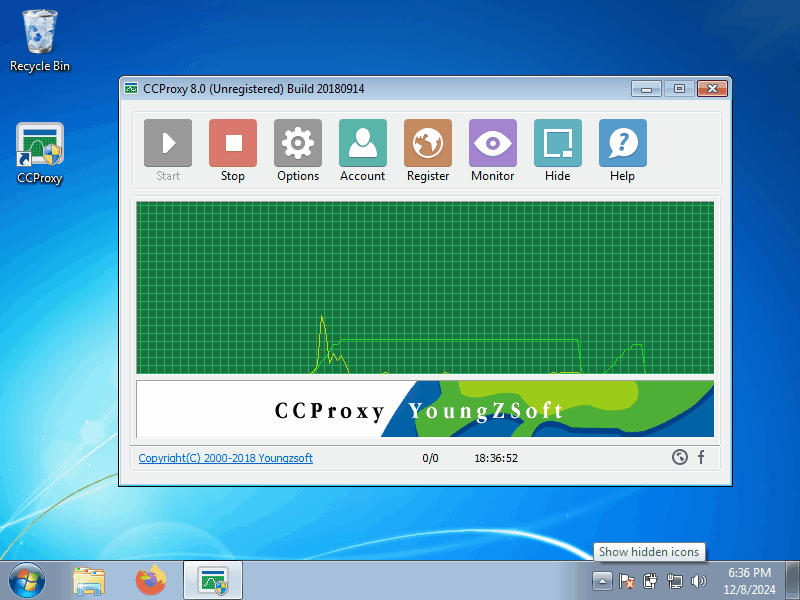 Recycle Bin
CCProxy
CCProxy 8.0 (Unregistered) Build 20180914
Start Stop Options Account Register Monitor Hide Help
CCProxy YoungZSoft
Copyright(C) 2000-2018 Youngzsoft 0/0 18:36:52
Show hidden icons
6:36 PM
12/8/2024